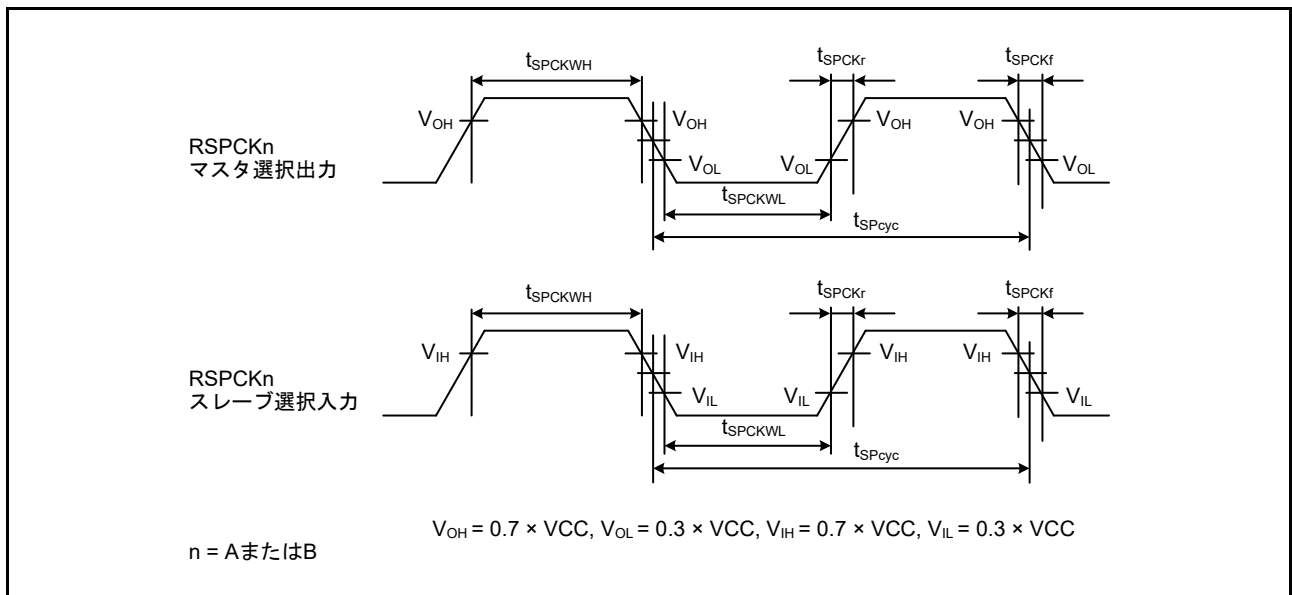 tSPCKWH
tSPCKr
tSPCKf
VOH
VOH
VOH
VOH
RSPCKn
マスタ選択出力
VOL
VOL
VOL
tSPCKWL
tSPcyc
tSPCKWH
tSPCKr
tSPCKf
VIH
VIH
VIH
VIH
RSPCKn
スレーブ選択入力
VIL
VIL
VIL
tSPCKWL
tSPcyc
VOH = 0.7 × VCC, VOL = 0.3 × VCC, VIH = 0.7 × VCC, VIL = 0.3 × VCC
n = AまたはB